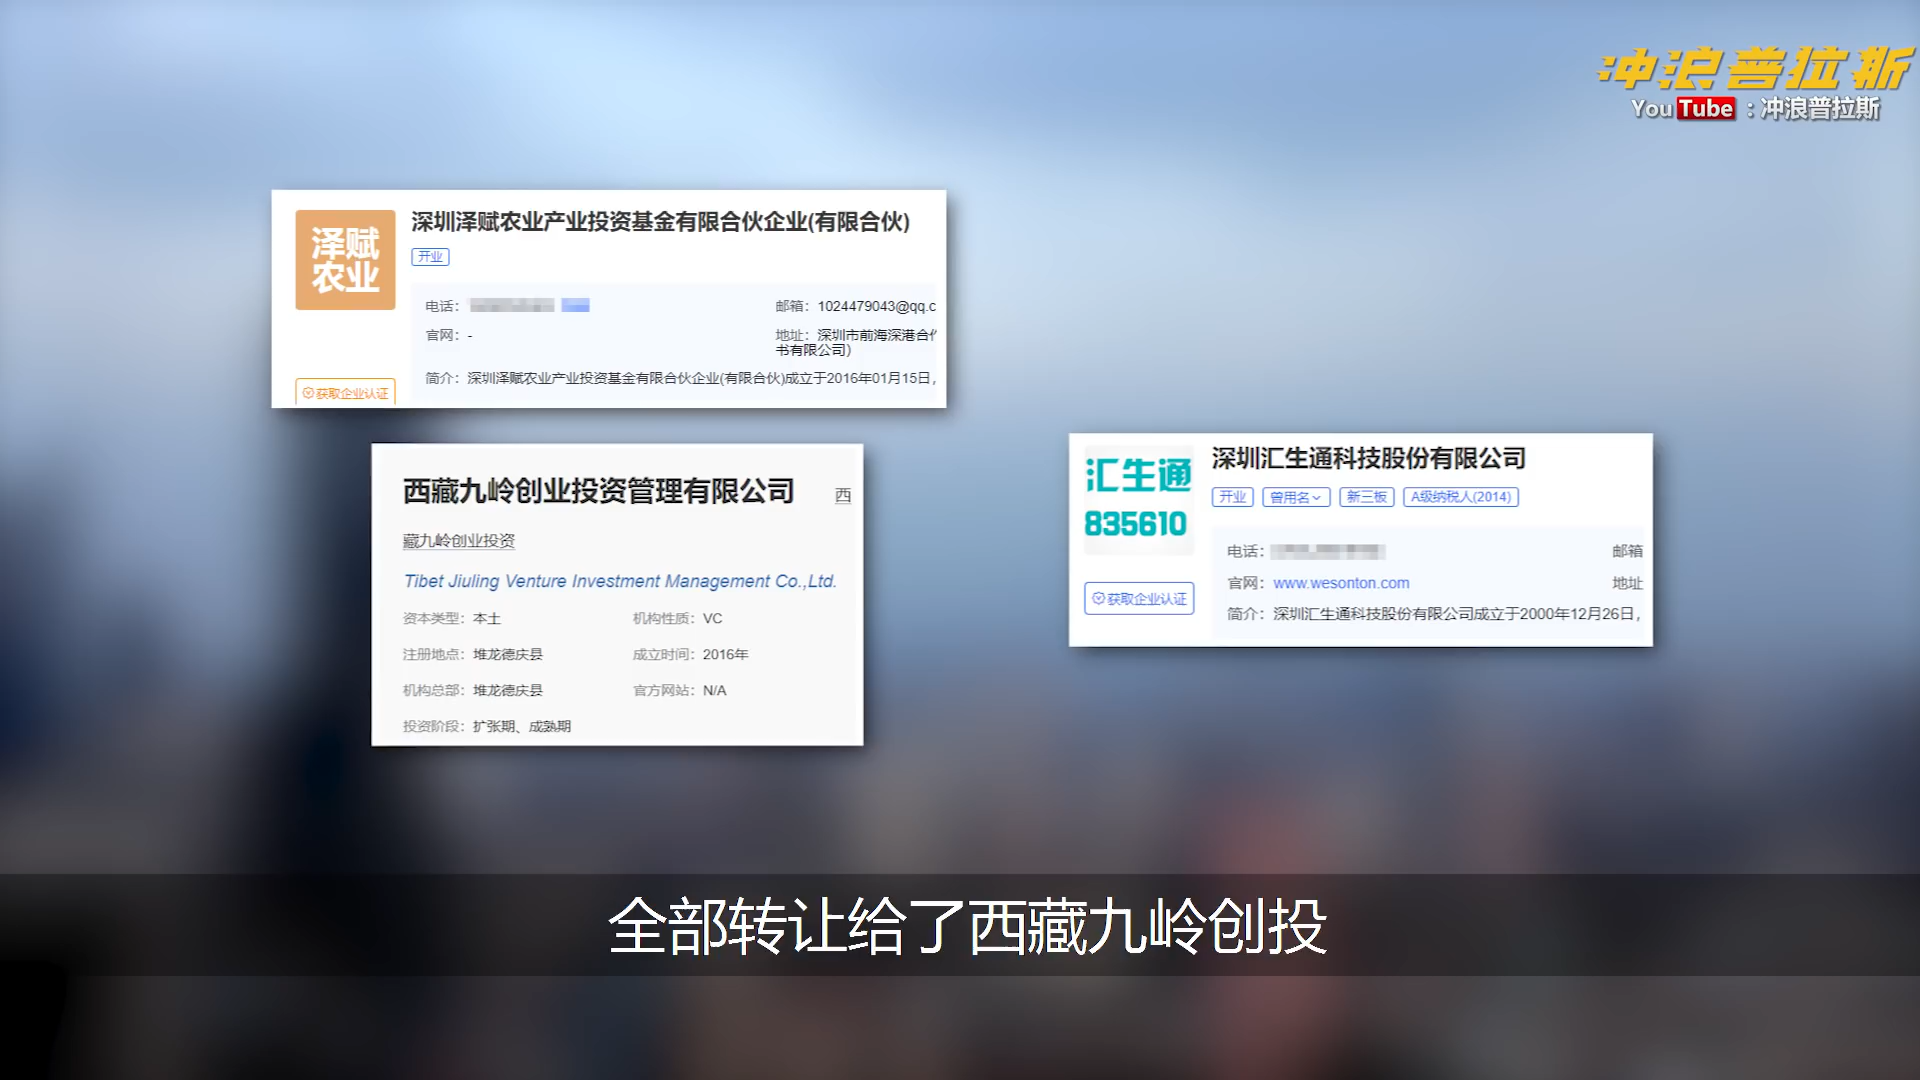 冲浪普拉斯
YouTube：冲浪普拉斯
泽赋
农业
深圳泽赋农业产业投资基金有限合伙企业(有限合伙)
开业
电话：
邮箱：1024479043@qq.c
官网：-
地址：深圳市前海深港合作
书有限公司）
简介：深圳泽赋农业产业投资基金有限合伙企业(有限合伙)成立于2016年01月15日，
获取企业认证
西藏九岭创业投资管理有限公司 西
藏九岭创业投资
Tibet Jiuling Venture Investment Management Co.,Ltd.
资本类型：本土 机构性质：VC
注册地点：堆龙德庆县 成立时间：2016年
机构总部：堆龙德庆县 官方网站：N/A
投资阶段：扩张期、成熟期
汇生通
835610
深圳汇生通科技股份有限公司
开业 曾用名 新三板 A级纳税人(2014)
电话： 邮箱
官网：www.wesonton.com 地址
简介：深圳汇生通科技股份有限公司成立于2000年12月26日，
获取企业认证
全部转让给了西藏九岭创投